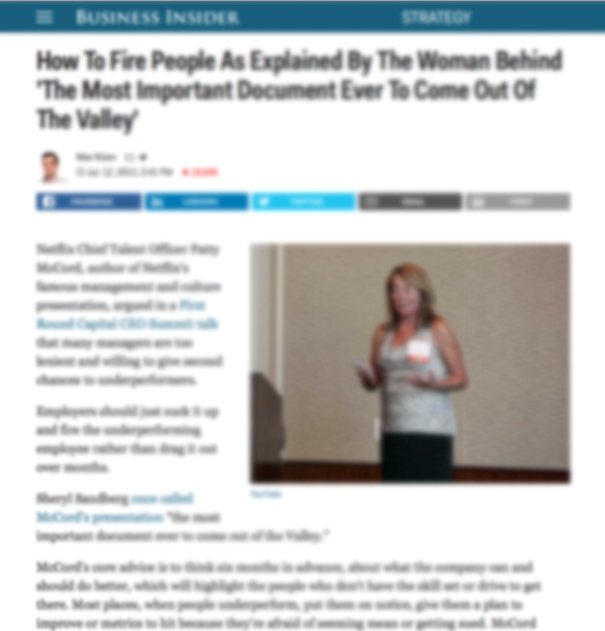 BUSINESS INSIDER
STRATEGY
How To Fire People As Explained By The Woman Behind
'The Most Important Document Ever To Come Out Of
The Valley'
FACEBOOK
LINKEDIN
TWITTER
EMAIL
PRINT
Netflix Chief Talent Officer Patty
McCord, author of Netflix's
famous management and culture
presentation, argued in a First
Round Capital CEO Summit talk
that many managers are too
lenient and willing to give second
chances to underperformers.
Employers should just suck it up
and fire the underperforming
employee rather than drag it out
over months.
YouTube
Sheryl Sandberg once called
McCord's presentation "the most
important document ever to come out of the Valley."
McCord's core advice is to think six months in advance, about what the company can and
should do better, which will highlight the people who don't have the skill set or drive to get
there. Most places, when people underperform, put them on notice, give them a plan to
improve or metrics to hit because they're afraid of seeming mean or getting sued. McCord